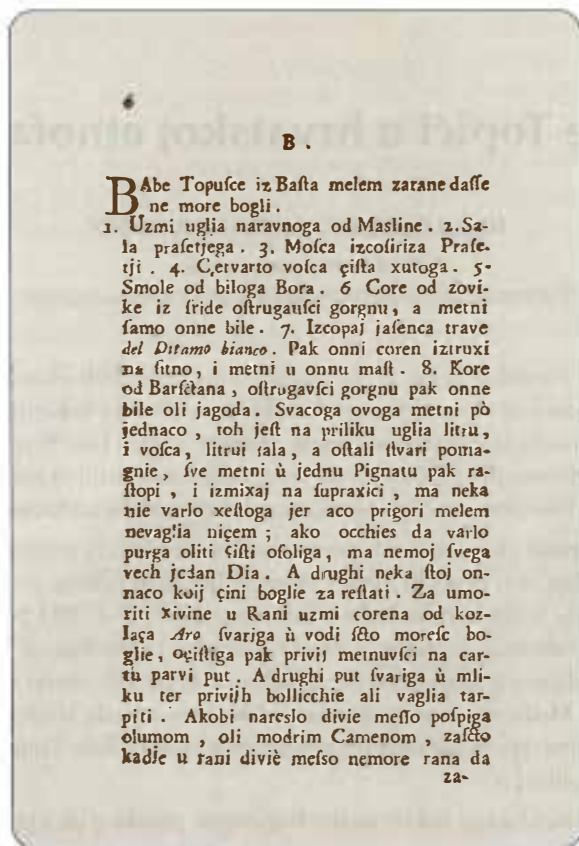 6
B.
BAbe Topuſce iz Baſta melem zarane daſſe
ne more bogli.
1. Uzmi uglia naravnoga od Masline. 2.Sa-
la praſetjega. 3. Moſca izcoſiriza Praſe-
tji. 4. Cetvarto voſca çiſta xutoga. 5-
Smole od biloga Bora. 6 Core od zovi-
ke iz ſride oſtrugauſci gorgnu, a metni
ſamo onne bile. 7. Izcopaj jaſenca trave
del Ditamo bianco. Pak onni coren iztruxi
na ſitno, i metni u onnu maſt. 8. Kore
od Barſctana, oſtrugavſci gorgnu pak onne
bile oli jagoda. Svacoga ovoga metni pò
jednaco, toh jeſt na priliku uglia litru,
i voſca, litrui ſala, a oſtali ſtvari poma-
gnie, ſve metni ù jednu Pignatu pak ra-
ſtopi, i izmixaj na ſupraxici, ma neka
nie varlo xeſtoga jer aco prigori melem
nevaglia niçem; ako occhies da varlo
purga oliti çiſti oſoliga, ma nemoj ſvega
vech jedan Dia. A drughi neka ſtoj on-
naco koij çini boglie za reſtati. Za umo-
riti xivine u Rani uzmi corena od koz-
laça Aro ſvariga ù vodi ſcto moreſc bo-
glie, oçiſtiga pak privij metnuvſci na car-
tu parvi put. A drughi put ſvariga ù mli-
ku ter privijh bollicchie ali vaglia tar-
piti. Akobi nareslo divie meſſo poſpiga
olumom, oli modrim Camenom, zaſcto
kadſe u rani diviè meſso nemore rana da
za-